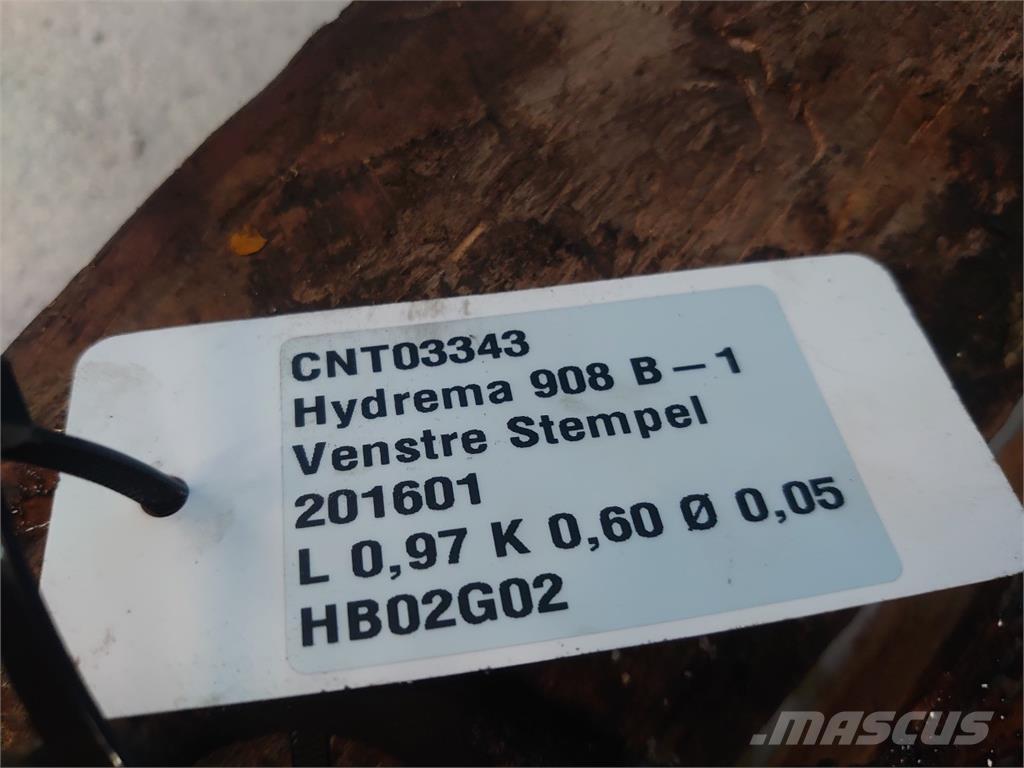 CNT03343
Hydrema 908 B – 1
Venstre Stempel
201601
L 0,97 K 0,60 Ø 0,05
HB02G02
MASCUS